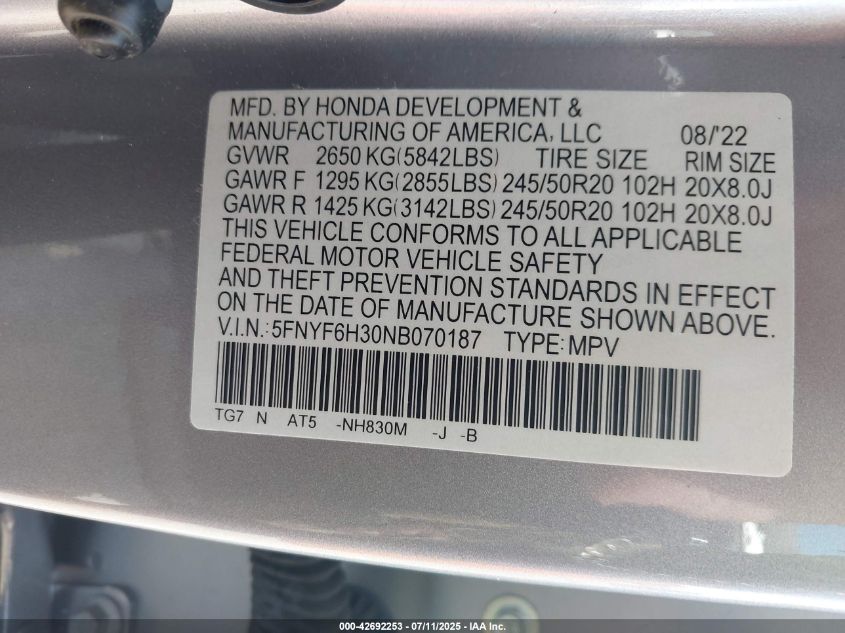 MFD. BY HONDA DEVELOPMENT &
MANUFACTURING OF AMERICA, LLC 08/'22
GVWR 2650 KG(5842LBS) TIRE SIZE RIM SIZE
GAWR F 1295 KG(2855LBS) 245/50R20 102H 20X8.0J
GAWR R 1425 KG(3142LBS) 245/50R20 102H 20X8.0J
THIS VEHICLE CONFORMS TO ALL APPLICABLE
FEDERAL MOTOR VEHICLE SAFETY
AND THEFT PREVENTION STANDARDS IN EFFECT
ON THE DATE OF MANUFACTURE SHOWN ABOVE.
V.I.N.:5FNYF6H30NB070187 TYPE:MPV
TG7 N AT5 -NH830M -J -B
000-42692253 - 07/11/2025 - IAA Inc.